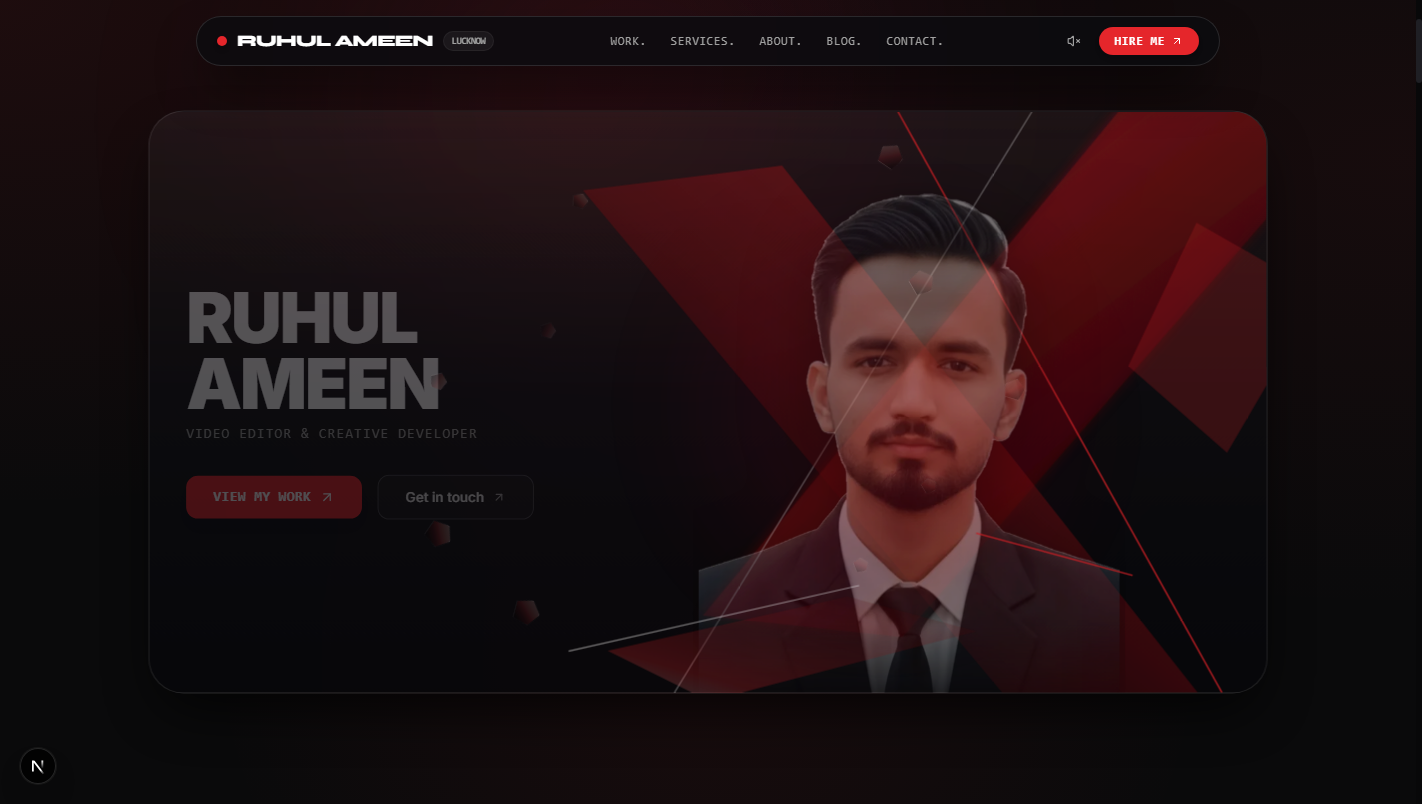 RUHUL AMEEN
LUCKNOW
WORK. SERVICES. ABOUT. BLOG. CONTACT.
HIRE ME
RUHUL
AMEEN
VIDEO EDITOR & CREATIVE DEVELOPER
VIEW MY WORK
Get in touch
N